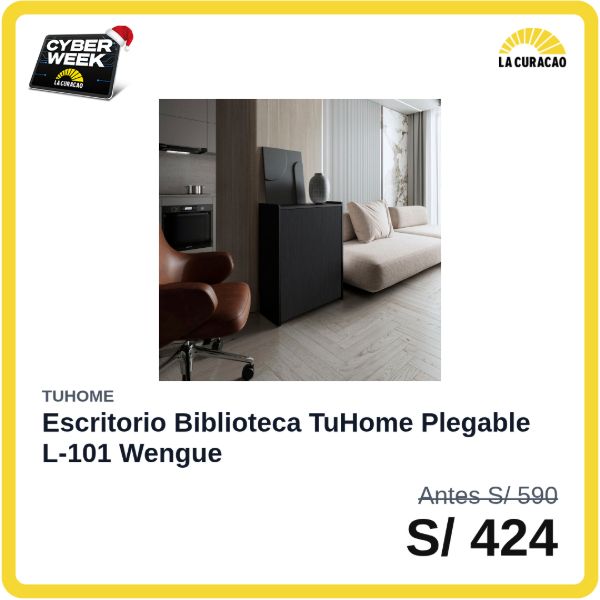 CYBER
WEEK
LA CURACAO
LA CURACAO
TUHOME
Escritorio Biblioteca TuHome Plegable
L-101 Wengue
Antes S/ 590
S/ 424